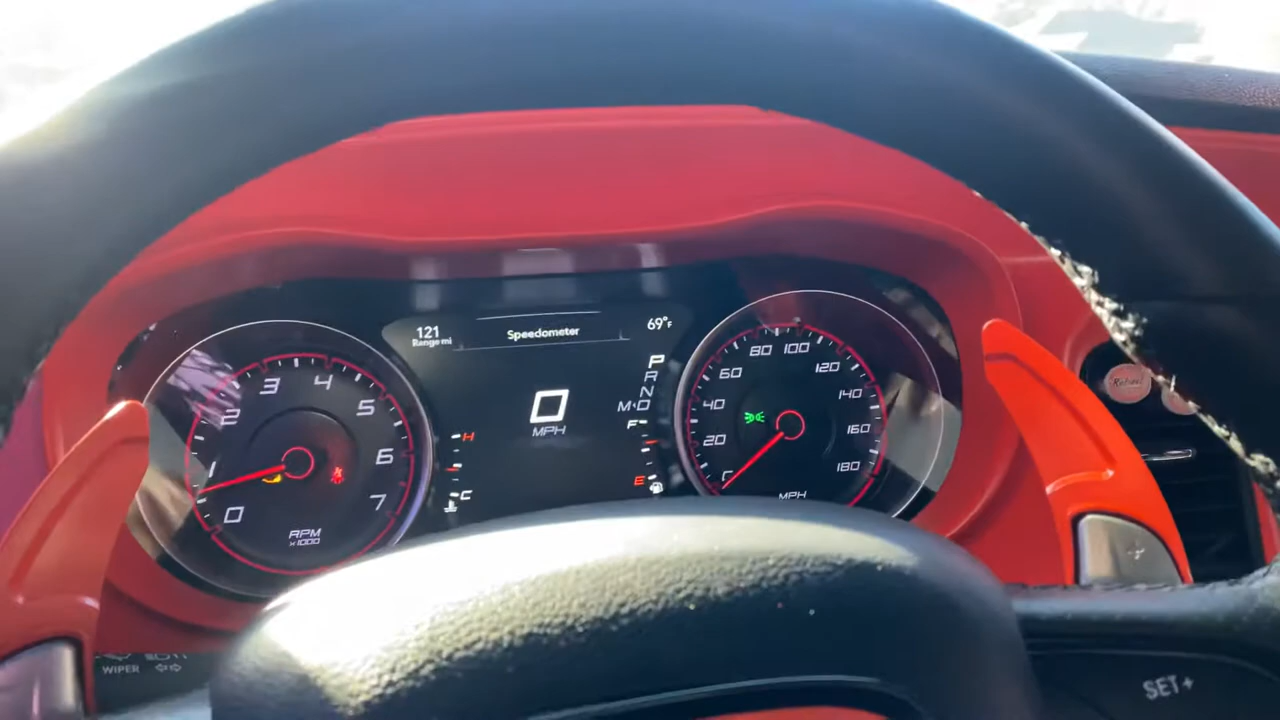 121
Range mi
Speedometer
69°F
0
MPH
P
R
N
M·D
H
C
F
E
0
1
2
3
4
5
6
7
RPM
x1000
20
40
60
80
100
120
140
160
180
MPH
WIPER
SET+
+